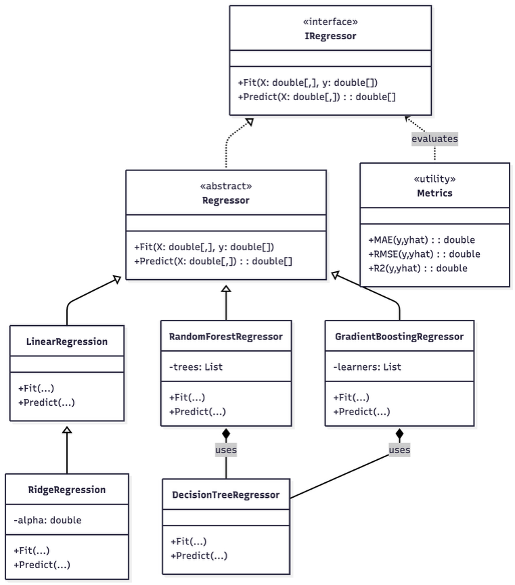 «interface»
IRegressor
+Fit(X: double[,], y: double[])
+Predict(X: double[,]) : : double[]
evaluates
«abstract»
Regressor
+Fit(X: double[,], y: double[])
+Predict(X: double[,]) : : double[]
«utility»
Metrics
+MAE(y,yhat) : : double
+RMSE(y,yhat) : : double
+R2(y,yhat) : : double
LinearRegression
+Fit(...)
+Predict(...)
RandomForestRegressor
-trees: List
+Fit(...)
+Predict(...)
GradientBoostingRegressor
-learners: List
+Fit(...)
+Predict(...)
uses
uses
RidgeRegression
-alpha: double
+Fit(...)
+Predict(...)
DecisionTreeRegressor
+Fit(...)
+Predict(...)